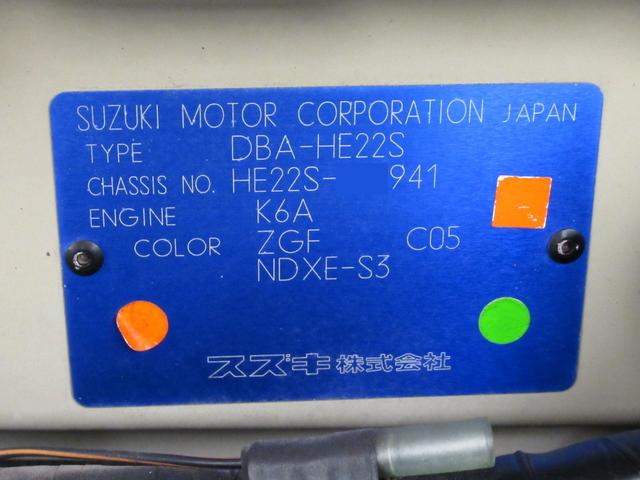 SUZUKI MOTOR CORPORATION JAPAN
TYPE DBA-HE22S
CHASSIS NO. HE22S- 941
ENGINE K6A
COLOR ZGF C05
NDXE-S3
スズキ株式会社